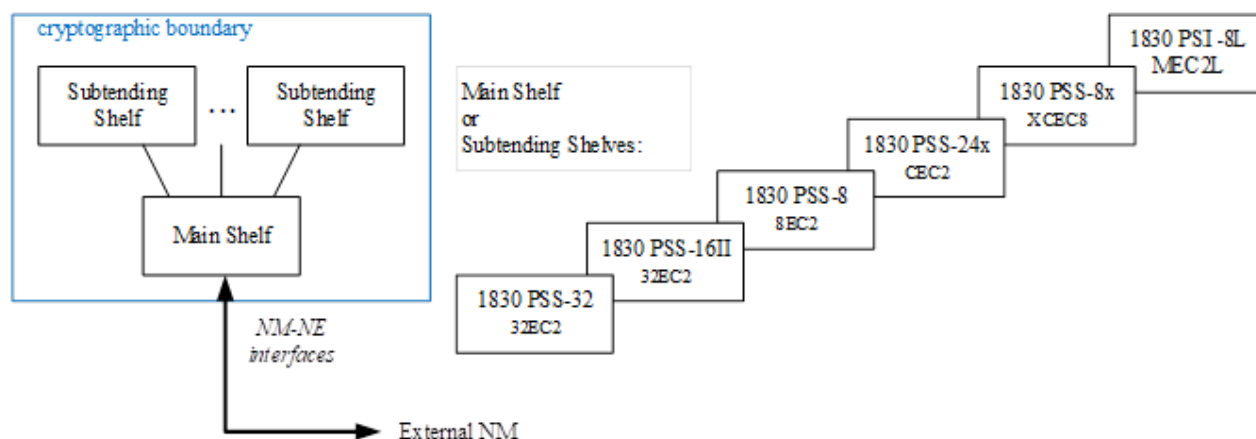 cryptographic boundary
Subtending
Shelf
...
Subtending
Shelf
Main Shelf
NM-NE
interfaces
External NM
Main Shelf
or
Subtending Shelves:
1830 PSS-32
32EC2
1830 PSS-16II
32EC2
1830 PSS-8
8EC2
1830 PSS-24x
CEC2
1830 PSS-8x
XCEC8
1830 PSI-8L
MEC2L